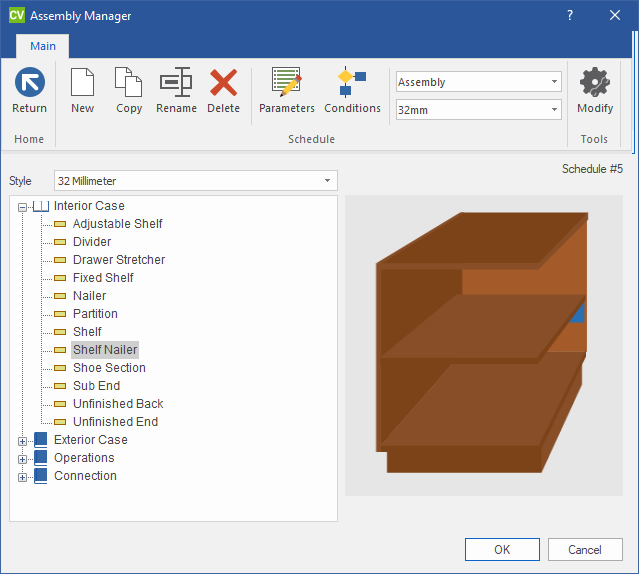 CV Assembly Manager ?
Main
Return New Copy Rename Delete Parameters Conditions Assembly 32mm Modify
Home Schedule Tools
Schedule #5
Style 32 Millimeter
Interior Case
Adjustable Shelf
Divider
Drawer Stretcher
Fixed Shelf
Nailer
Partition
Shelf
Shelf Nailer
Shoe Section
Sub End
Unfinished Back
Unfinished End
Exterior Case
Operations
Connection
OK Cancel